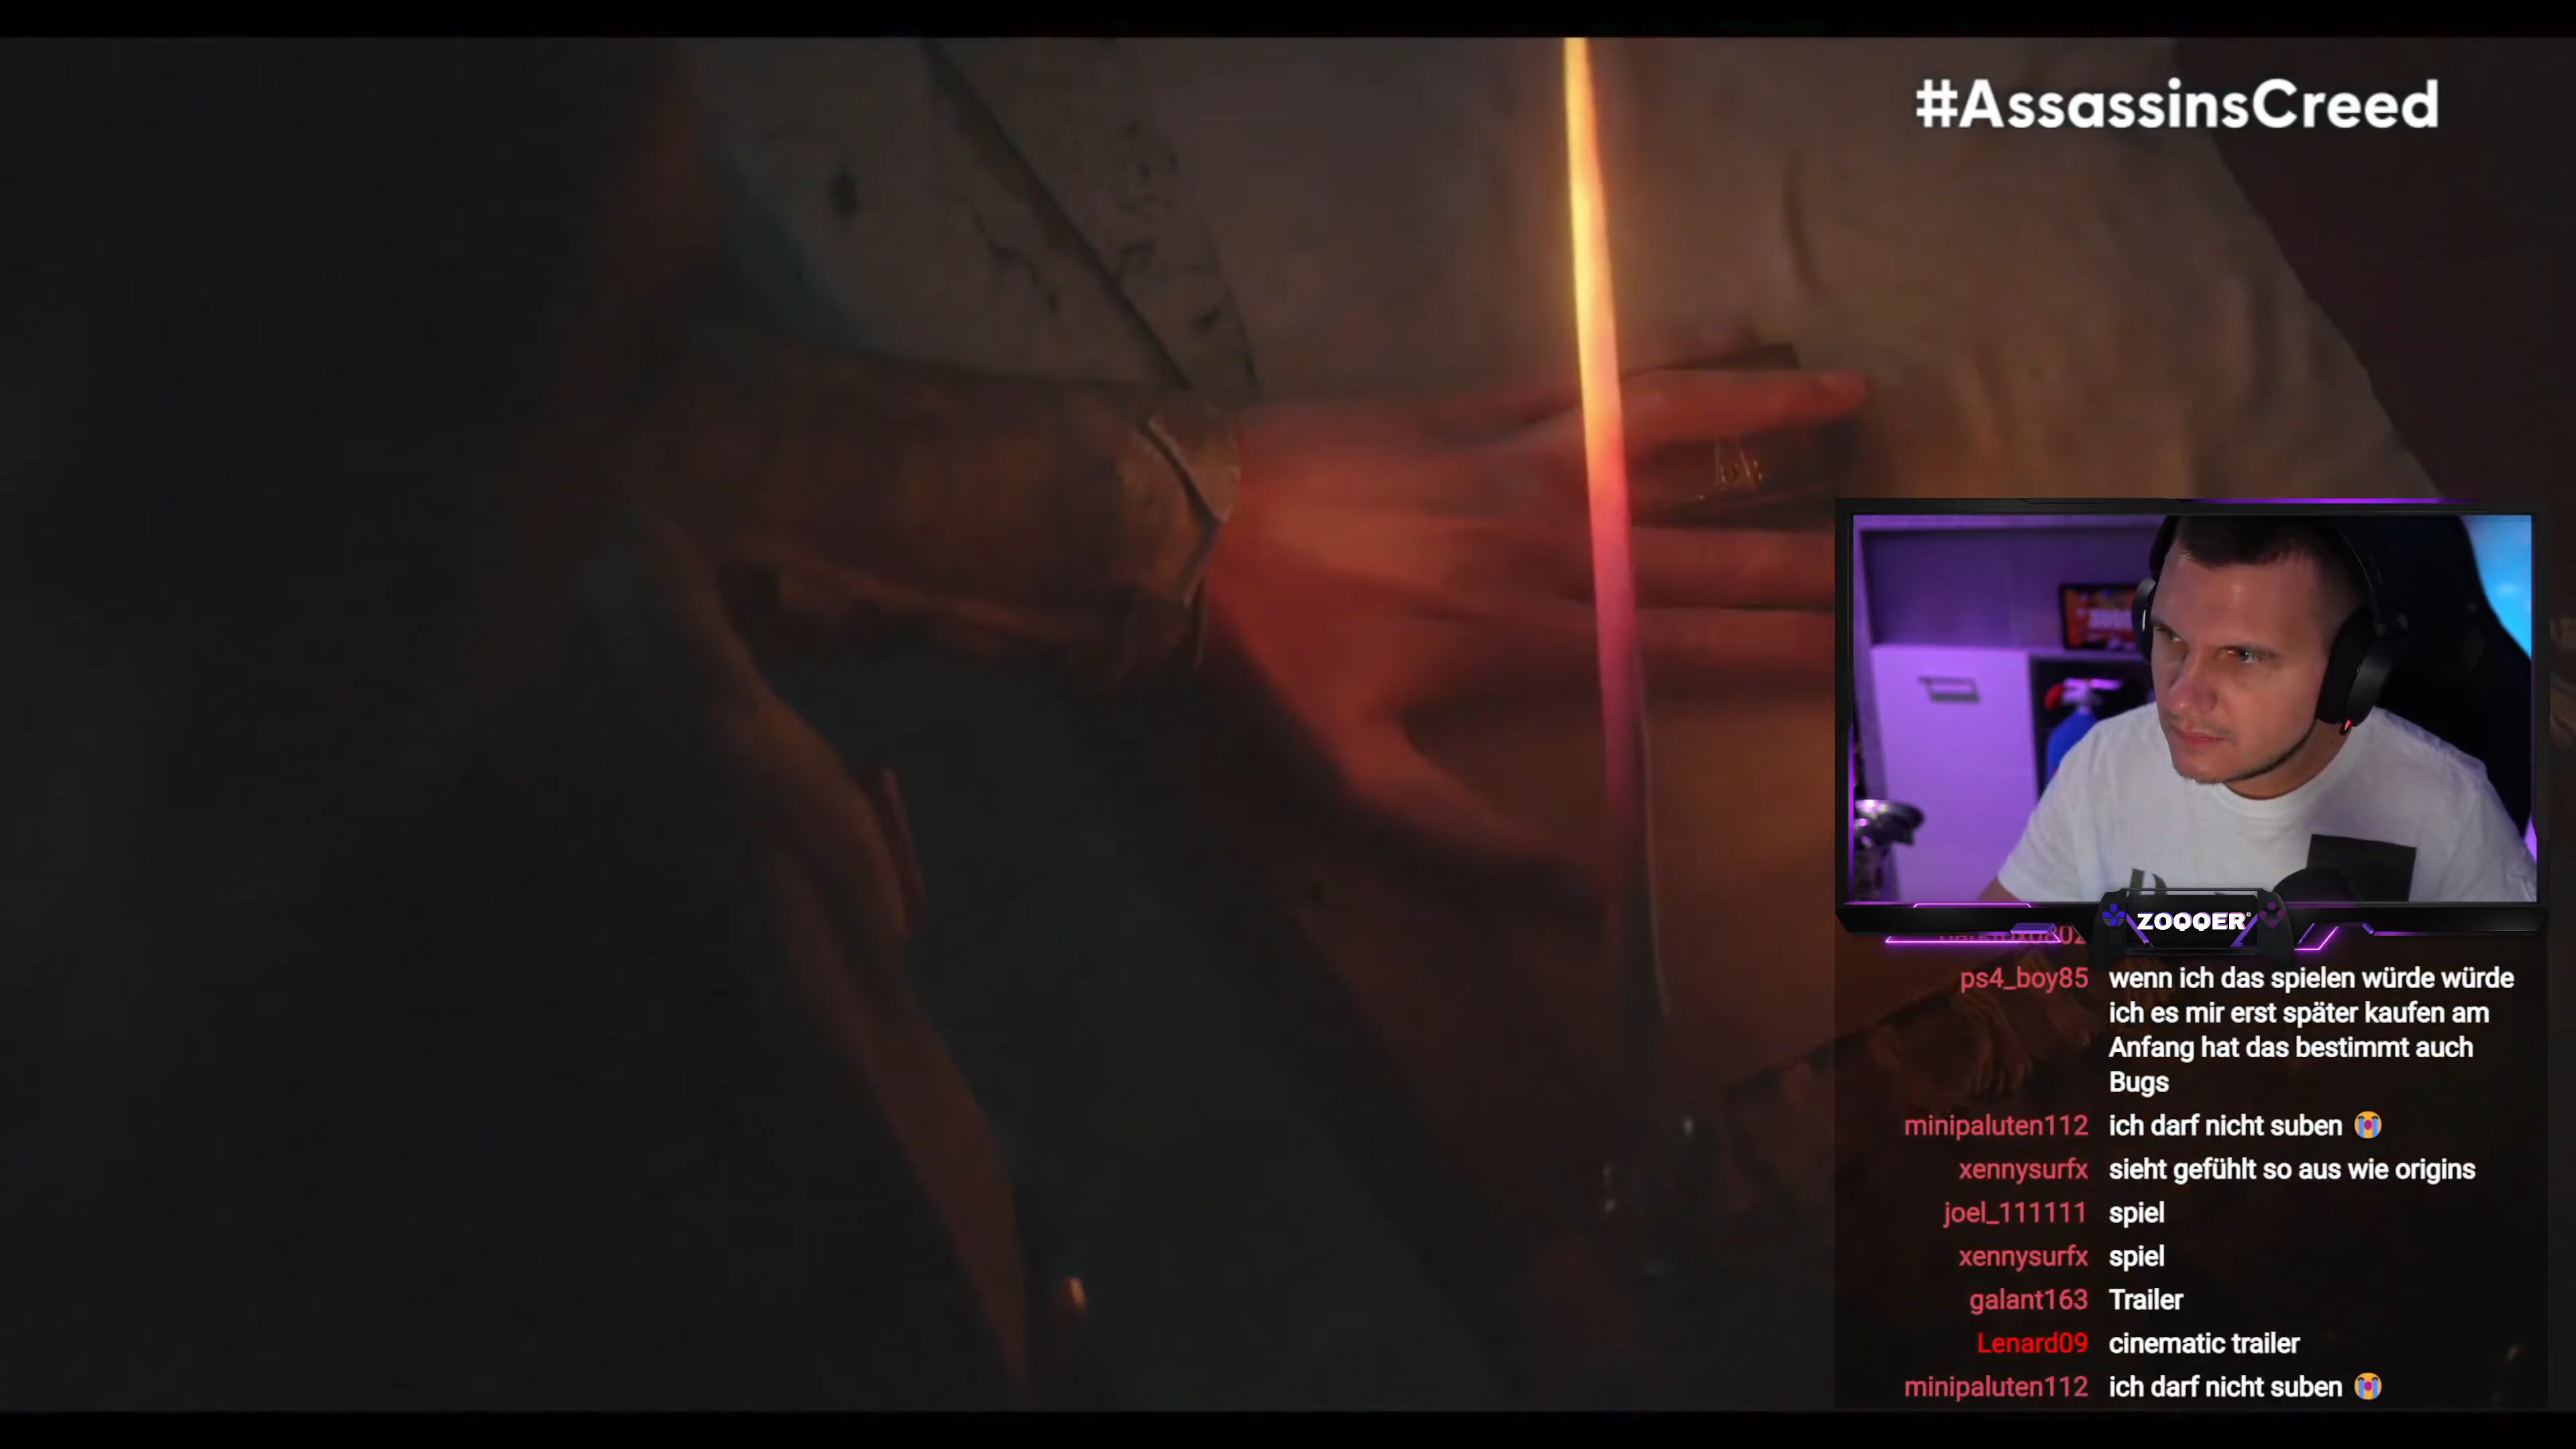 #AssassinsCreed
ZOQQER
ps4_boy85 wenn ich das spielen würde würde
ich es mir erst später kaufen am
Anfang hat das bestimmt auch
Bugs
minipaluten112 ich darf nicht suben 😭
xennysurfx sieht gefühlt so aus wie origins
joel_111111 spiel
xennysurfx spiel
galant163 Trailer
Lenard09 cinematic trailer
minipaluten112 ich darf nicht suben 😭